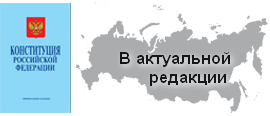 КОНСТИТУЦИЯ
РОССИЙСКОЙ
ФЕДЕРАЦИИ
В актуальной
редакции